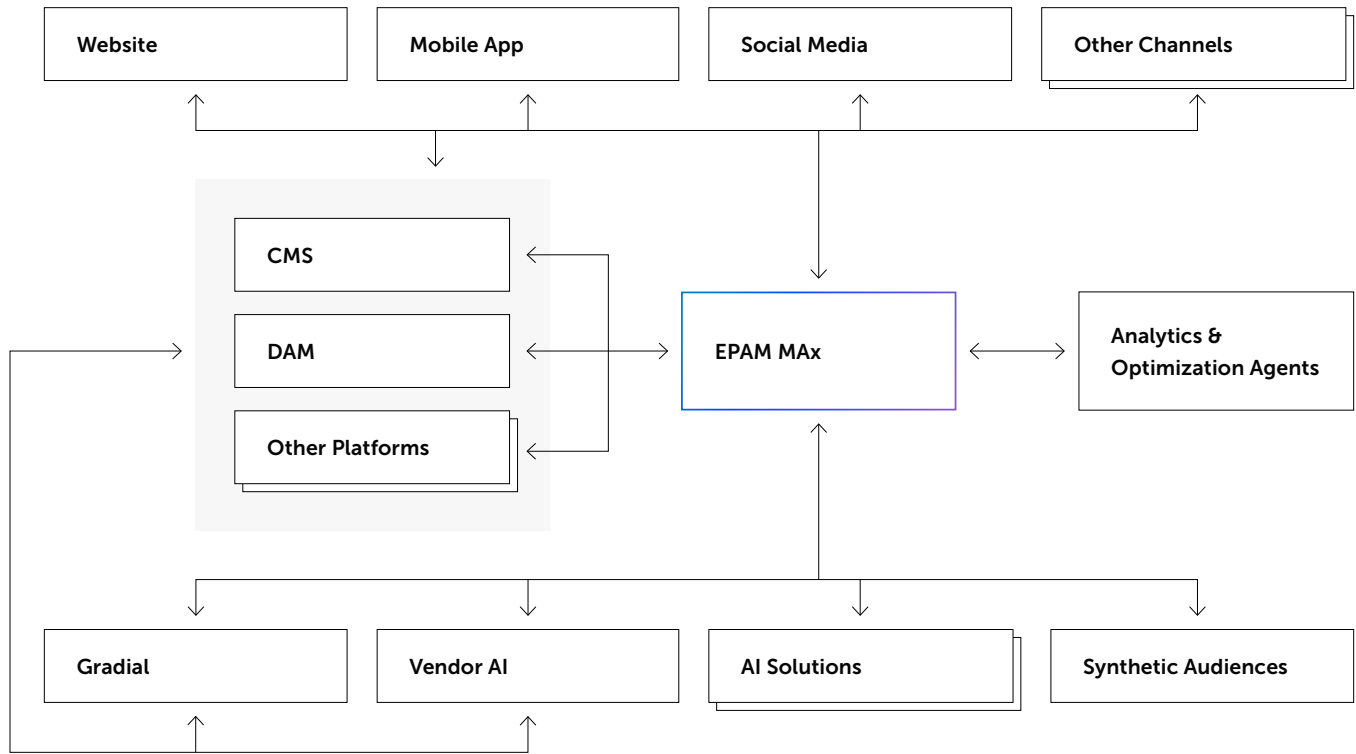 Website
Mobile App
Social Media
Other Channels
CMS
DAM
Other Platforms
EPAM MAx
Analytics &
Optimization Agents
Gradial
Vendor AI
AI Solutions
Synthetic Audiences